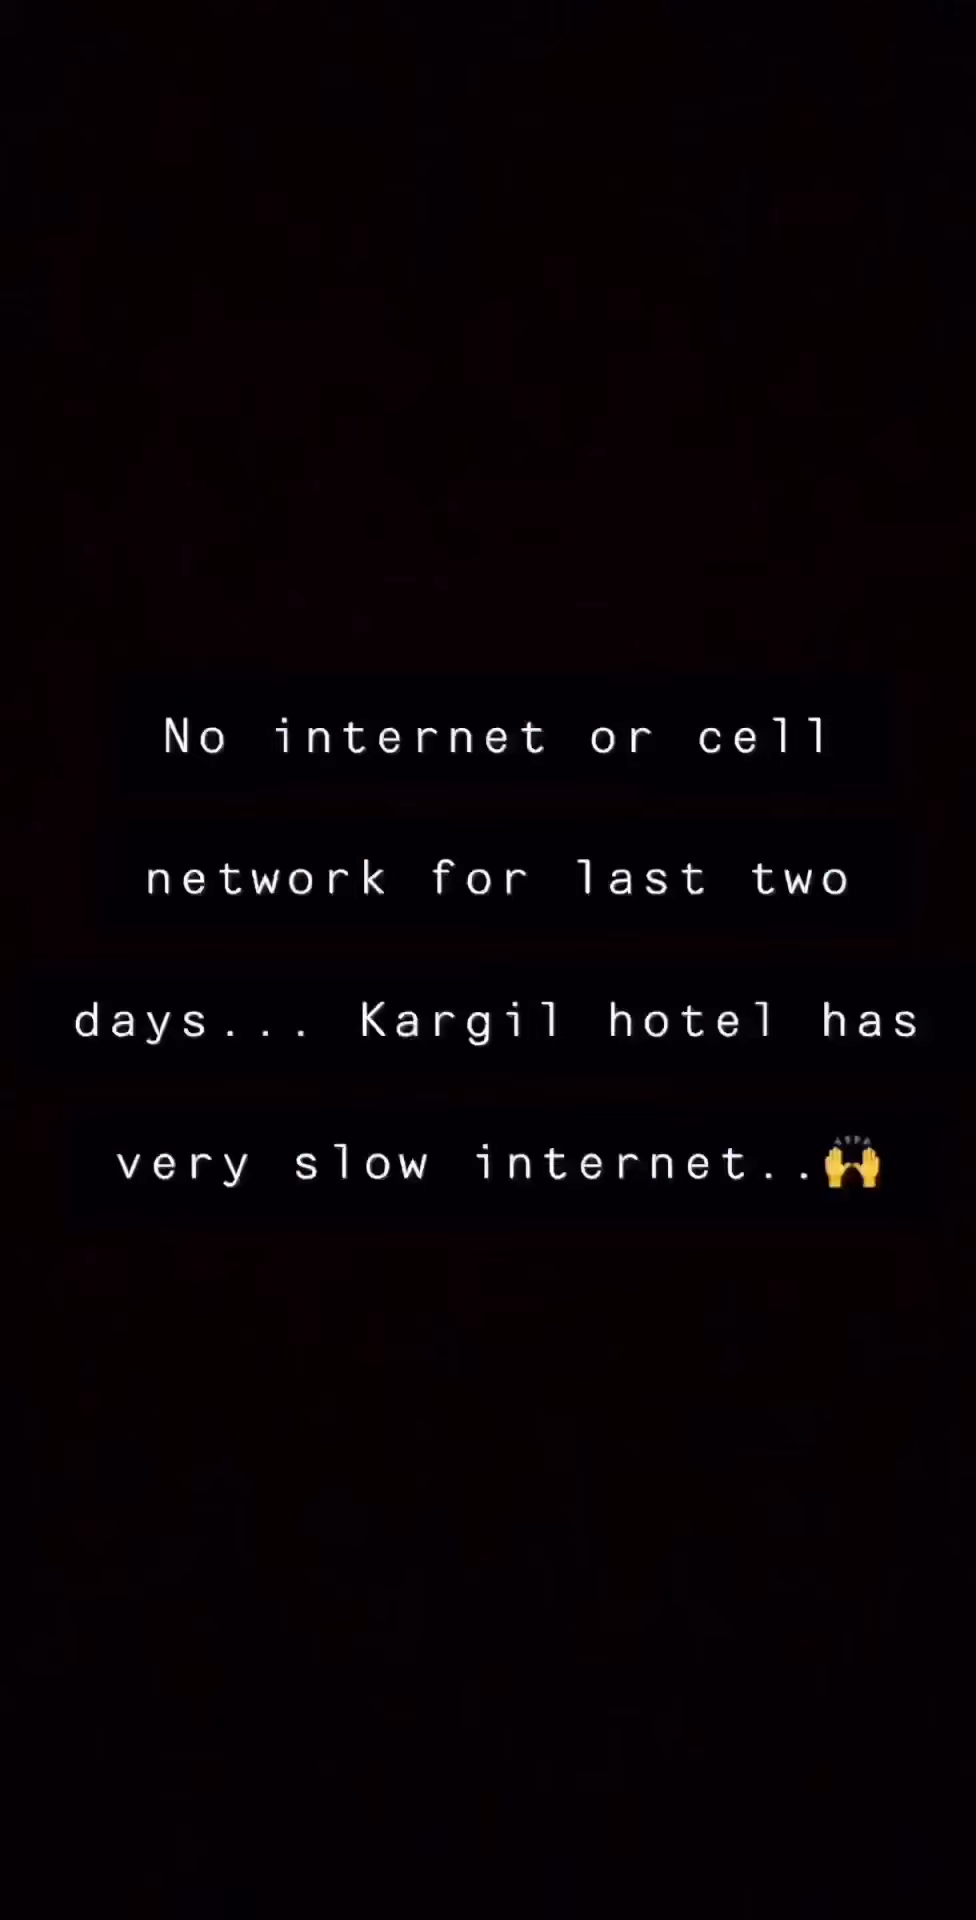 No internet or cell
network for last two
days... Kargil hotel has
very slow internet..🙌